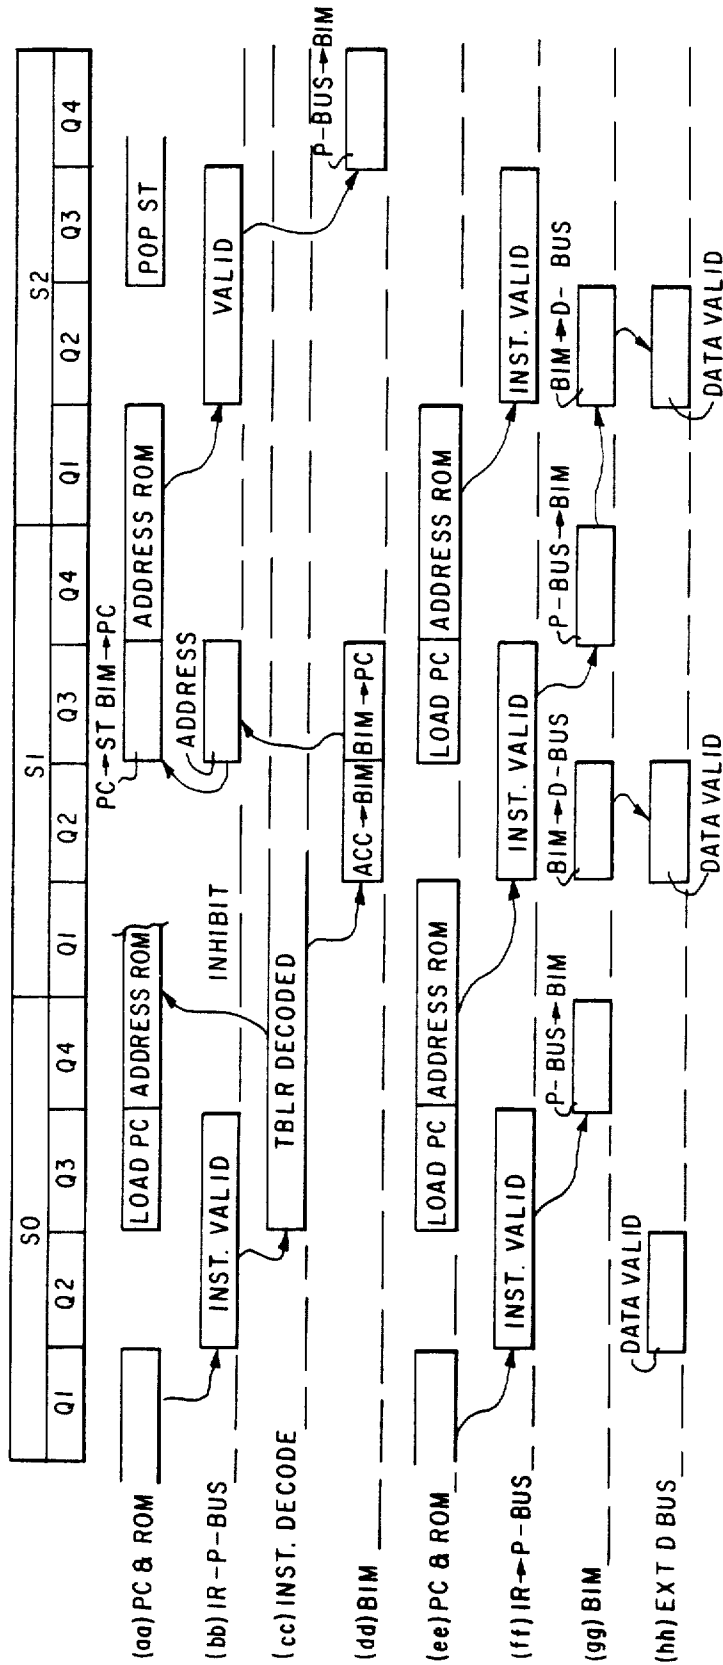 S0 S1 S2
Q1 Q2 Q3 Q4 Q1 Q2 Q3 Q4 Q1 Q2 Q3 Q4
PC→ST BIM→PC
(aa) PC & ROM LOAD PC ADDRESS ROM ADDRESS ROM POP ST
ADDRESS
(bb) IR-P-BUS INST. VALID INHIBIT VALID
(cc) INST. DECODE TBLR DECODED
P-BUS→BIM
(dd) BIM ACC→BIM BIM→PC
(ee) PC & ROM LOAD PC ADDRESS ROM LOAD PC ADDRESS ROM
(ff) IR→P-BUS INST. VALID INST. VALID INST. VALID
P-BUS→BIM BIM→D-BUS P-BUS→BIM BIM→D- BUS
(gg) BIM
DATA VALID
(hh) EXT D BUS
DATA VALID DATA VALID